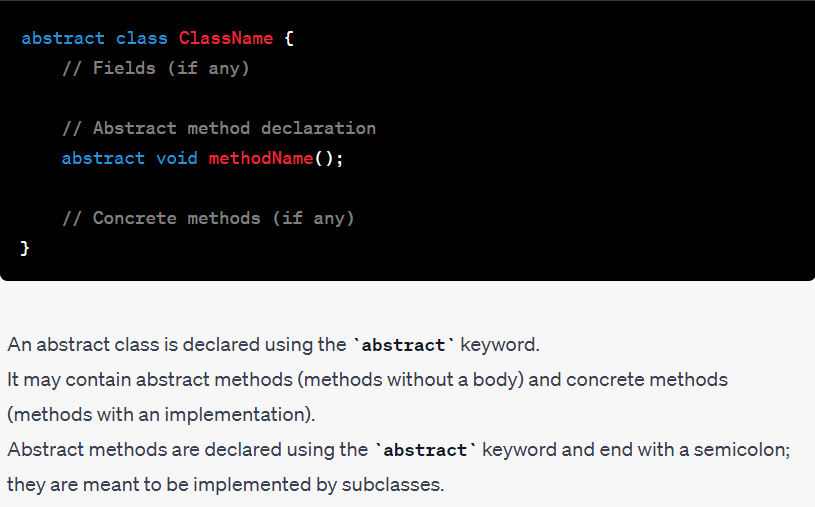 abstract class ClassName {
// Fields (if any)
// Abstract method declaration
abstract void methodName();
// Concrete methods (if any)
}
An abstract class is declared using the `abstract` keyword.
It may contain abstract methods (methods without a body) and concrete methods
(methods with an implementation).
Abstract methods are declared using the `abstract` keyword and end with a semicolon;
they are meant to be implemented by subclasses.